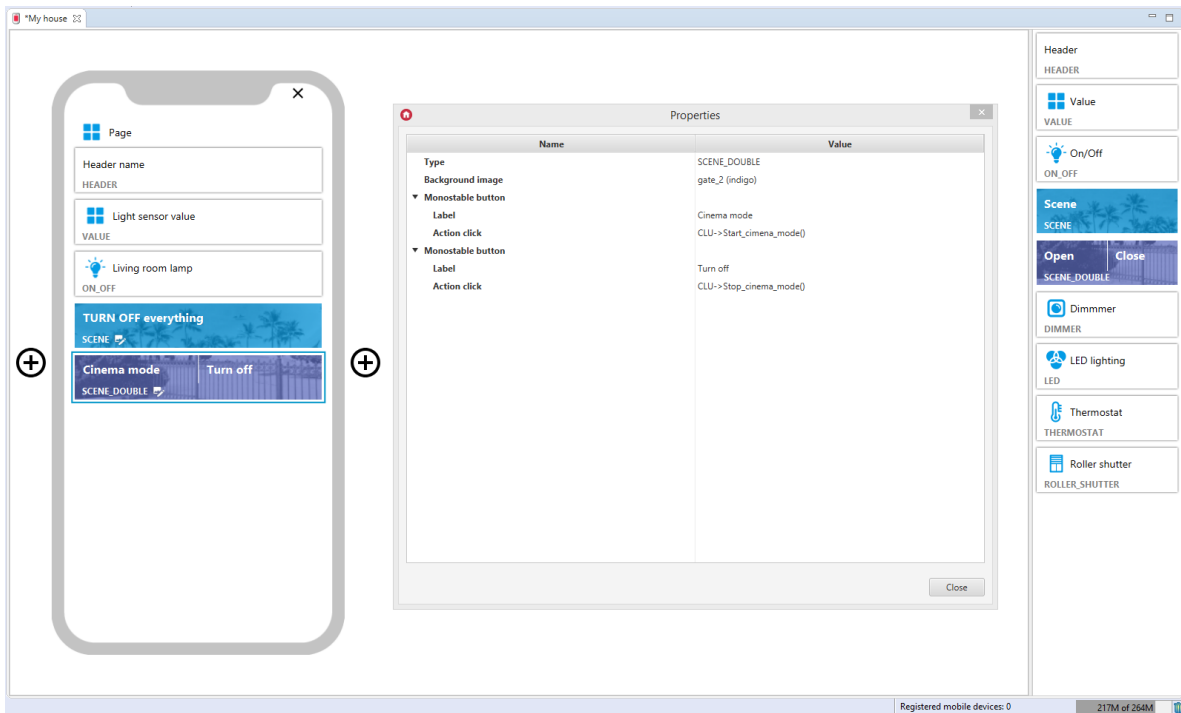 *My house
Page
Header name
HEADER
Light sensor value
VALUE
Living room lamp
ON_OFF
TURN OFF everything
SCENE
Cinema mode Turn off
SCENE_DOUBLE
Properties
Name Value
Type SCENE_DOUBLE
Background image gate_2 (indigo)
Monostable button
Label Cinema mode
Action click CLU->Start_cimena_mode()
Monostable button
Label Turn off
Action click CLU->Stop_cinema_mode()
Close
Header
HEADER
Value
VALUE
On/Off
ON_OFF
Scene
SCENE
Open Close
SCENE_DOUBLE
Dimmmer
DIMMER
LED lighting
LED
Thermostat
THERMOSTAT
Roller shutter
ROLLER_SHUTTER
Registered mobile devices: 0
217M of 264M